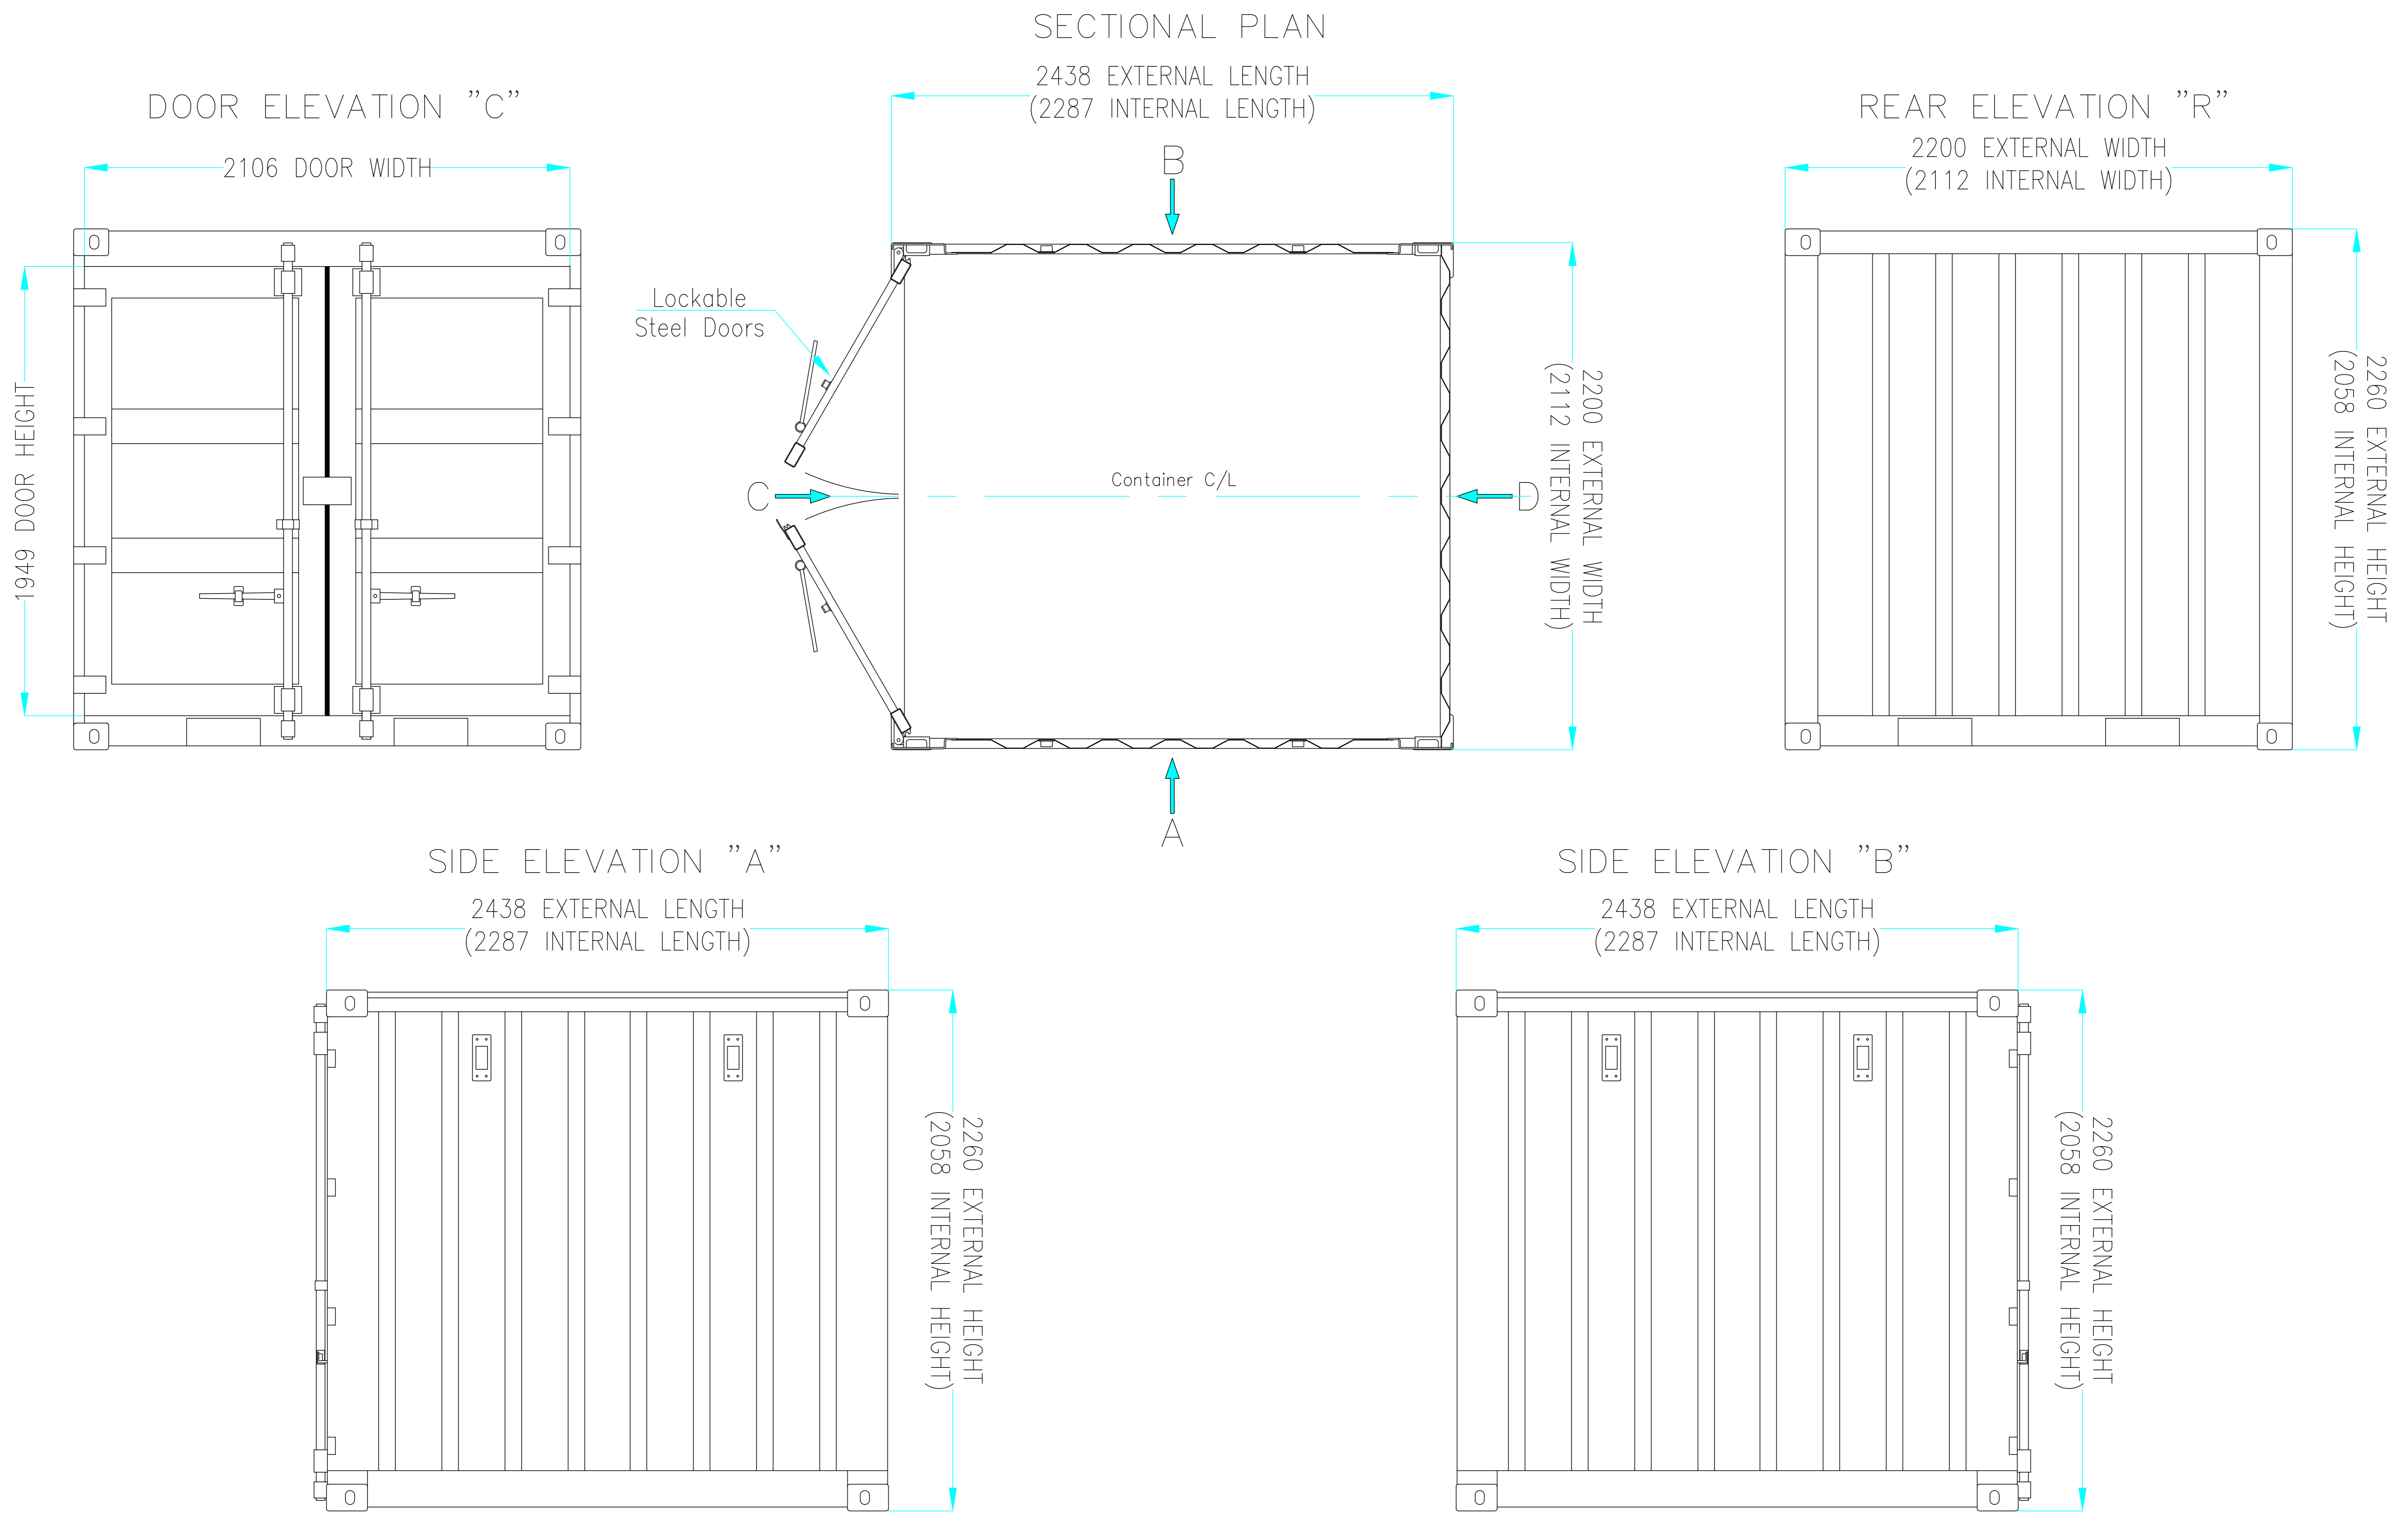 SECTIONAL PLAN
2438 EXTERNAL LENGTH
(2287 INTERNAL LENGTH)
DOOR ELEVATION "C"
2106 DOOR WIDTH
1949 DOOR HEIGHT
B
Lockable
Steel Doors
C
Container C/L
D
A
2200 EXTERNAL WIDTH
(2112 INTERNAL WIDTH)
REAR ELEVATION "R"
2200 EXTERNAL WIDTH
(2112 INTERNAL WIDTH)
2260 EXTERNAL HEIGHT
(2058 INTERNAL HEIGHT)
SIDE ELEVATION "A"
2438 EXTERNAL LENGTH
(2287 INTERNAL LENGTH)
2260 EXTERNAL HEIGHT
(2058 INTERNAL HEIGHT)
SIDE ELEVATION "B"
2438 EXTERNAL LENGTH
(2287 INTERNAL LENGTH)
2260 EXTERNAL HEIGHT
(2058 INTERNAL HEIGHT)